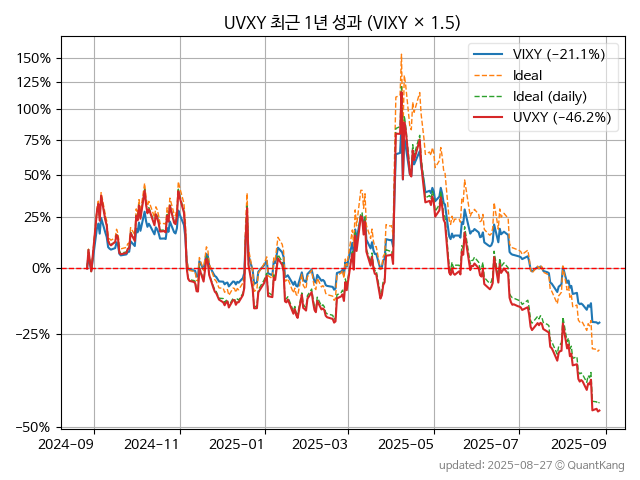 UVXY 최근 1년 성과 (VIXY × 1.5)
150%
125%
100%
75%
50%
25%
0%
−25%
−50%
VIXY (−21.1%)
Ideal
Ideal (daily)
UVXY (−46.2%)
2024-09
2024-11
2025-01
2025-03
2025-05
2025-07
2025-09
updated: 2025-08-27 © QuantKang